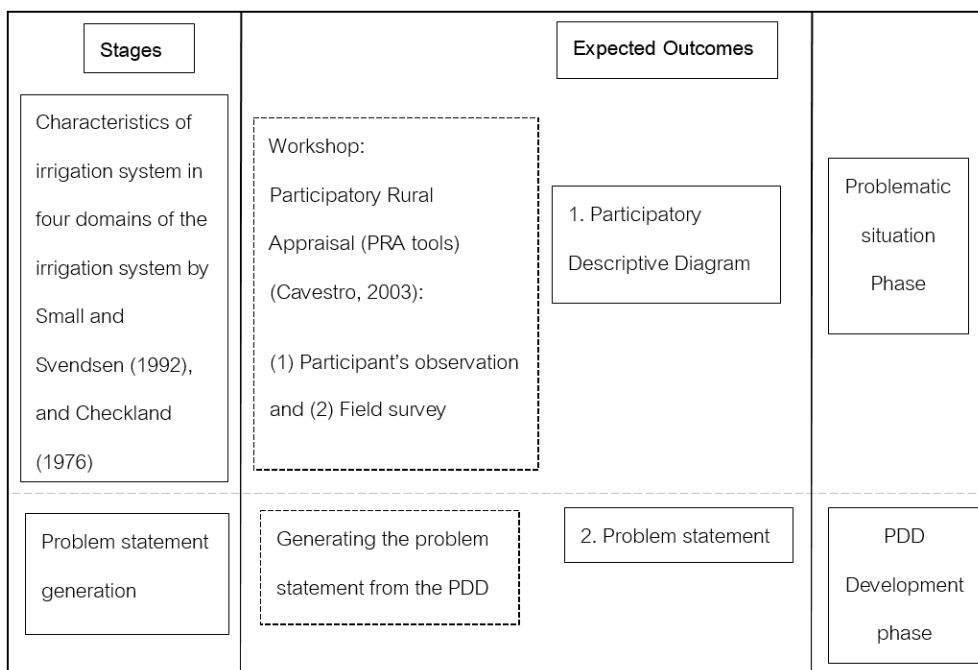 Stages
Expected Outcomes
Characteristics of
irrigation system in
four domains of the
irrigation system by
Small and
Svendsen (1992),
and Checkland
(1976)
Workshop:
Participatory Rural
Appraisal (PRA tools)
(Cavestro, 2003):
(1) Participant's observation
and (2) Field survey
1. Participatory
Descriptive Diagram
Problematic
situation
Phase
Problem statement
generation
Generating the problem
statement from the PDD
2. Problem statement
PDD
Development
phase